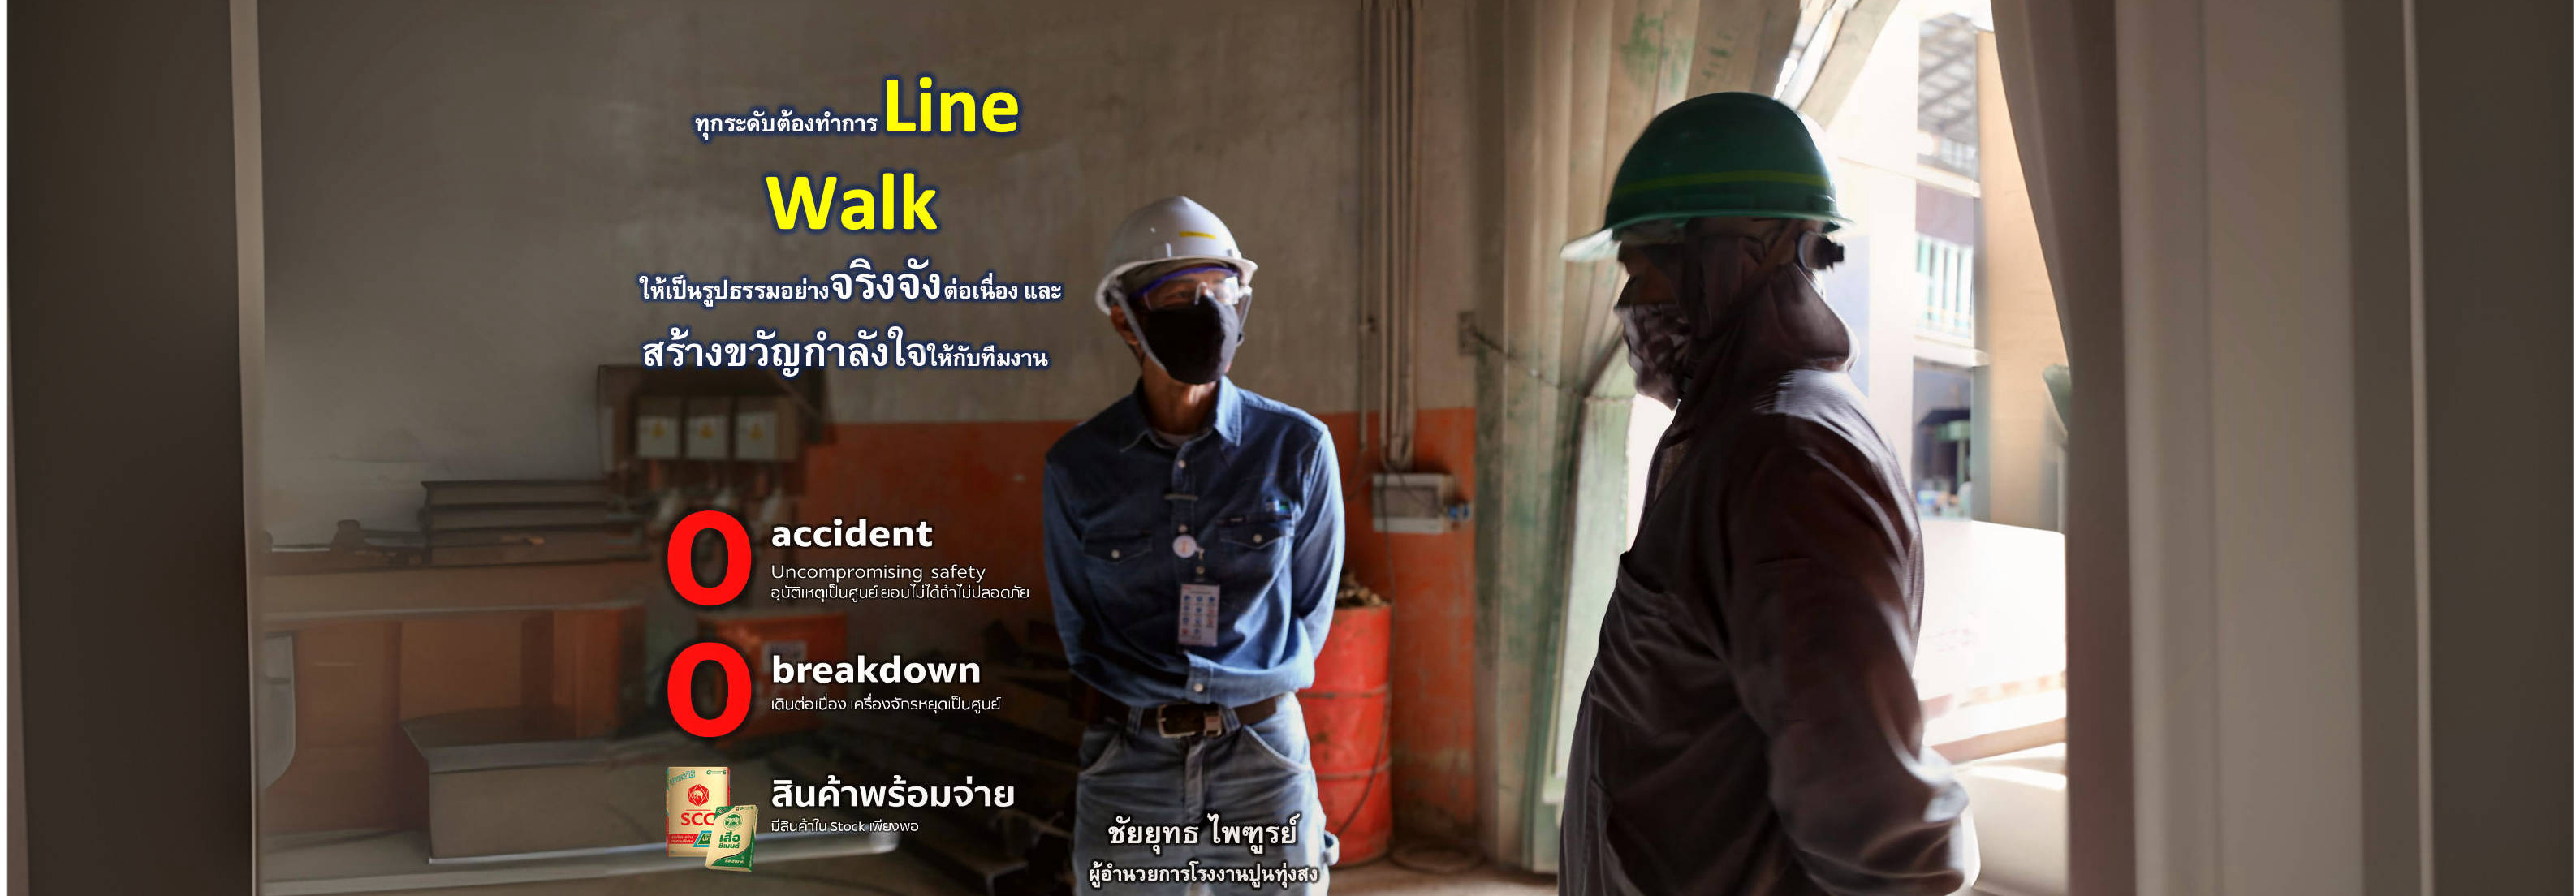 ทุกระดับต้องทำการ Line
Walk
ให้เป็นรูปธรรมอย่างจริงจังต่อเนื่อง และ
สร้างขวัญกำลังใจให้กับทีมงาน
0 accident
Uncompromising safety
อุบัติเหตุเป็นศูนย์ ยอมไม่ได้ถ้าไม่ปลอดภัย
0 breakdown
เดินต่อเนื่อง เครื่องจักรหยุดเป็นศูนย์
สินค้าพร้อมจ่าย
มีสินค้าใน Stock เพียงพอ
SCG
เสือ
ซีเมนต์
ชัยยุทธ ไพฑูรย์
ผู้อำนวยการโรงงานปูนทุ่งสง